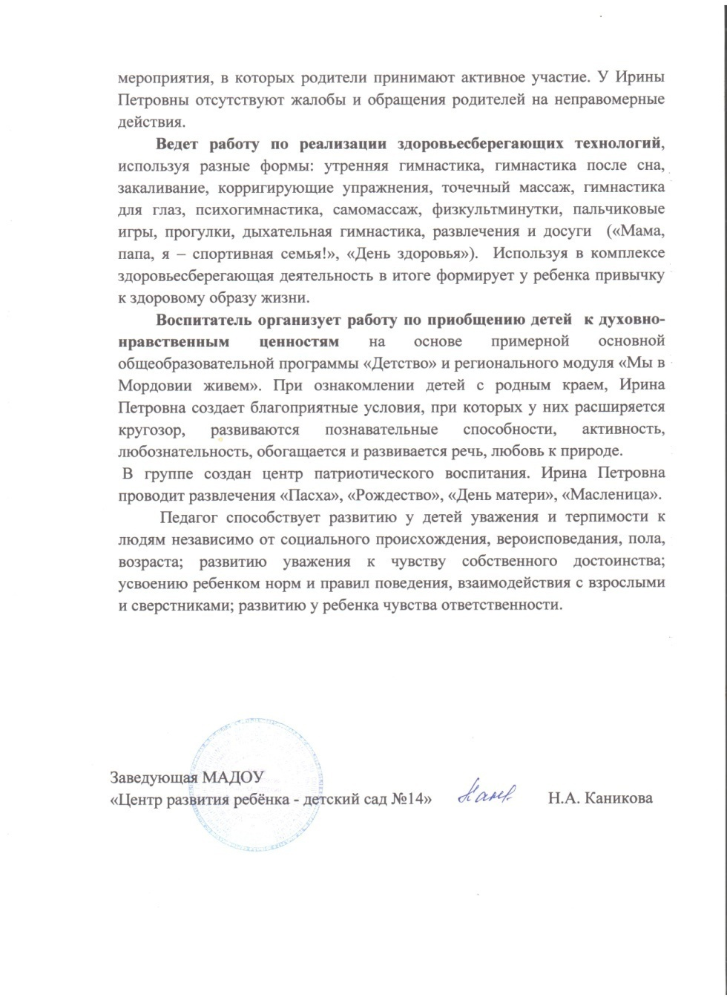 мероприятия, в которых родители принимают активное участие. У Ирины
Петровны отсутствуют жалобы и обращения родителей на неправомерные
действия.
Ведет работу по реализации здоровьесберегающих технологий,
используя разные формы: утренняя гимнастика, гимнастика после сна,
закаливание, корригирующие упражнения, точечный массаж, гимнастика
для глаз, психогимнастика, самомассаж, физкультминутки, пальчиковые
игры, прогулки, дыхательная гимнастика, развлечения и досуги («Мама,
папа, я – спортивная семья!», «День здоровья»). Используя в комплексе
здоровьесберегающая деятельность в итоге формирует у ребенка привычку
к здоровому образу жизни.
Воспитатель организует работу по приобщению детей к духовно-
нравственным ценностям на основе примерной основной
общеобразовательной программы «Детство» и регионального модуля «Мы в
Мордовии живем». При ознакомлении детей с родным краем, Ирина
Петровна создает благоприятные условия, при которых у них расширяется
кругозор, развиваются познавательные способности, активность,
любознательность, обогащается и развивается речь, любовь к природе.
В группе создан центр патриотического воспитания. Ирина Петровна
проводит развлечения «Пасха», «Рождество», «День матери», «Масленица».
Педагог способствует развитию у детей уважения и терпимости к
людям независимо от социального происхождения, вероисповедания, пола,
возраста; развитию уважения к чувству собственного достоинства;
усвоению ребенком норм и правил поведения, взаимодействия с взрослыми
и сверстниками; развитию у ребенка чувства ответственности.
Заведующая МАДОУ
«Центр развития ребёнка - детский сад №14» Н.А. Каникова